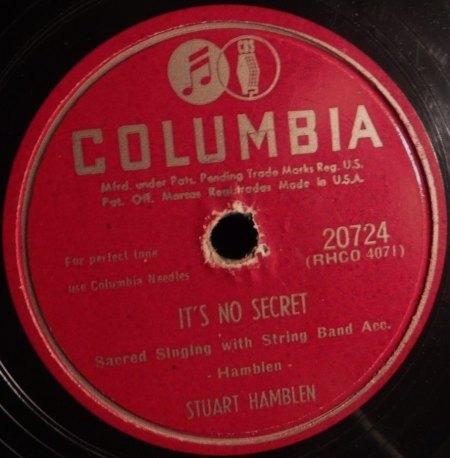 CBS
COLUMBIA
Mfrd. under Pats. Pending Trade Marks Reg. U.S.
Pat. Off. Marcas Registradas Made in U.S.A.
For perfect tone
use Columbia Needles
20724
(RHCO 4071)
IT'S NO SECRET
Sacred Singing with String Band Acc.
- Hamblen -
STUART HAMBLEN